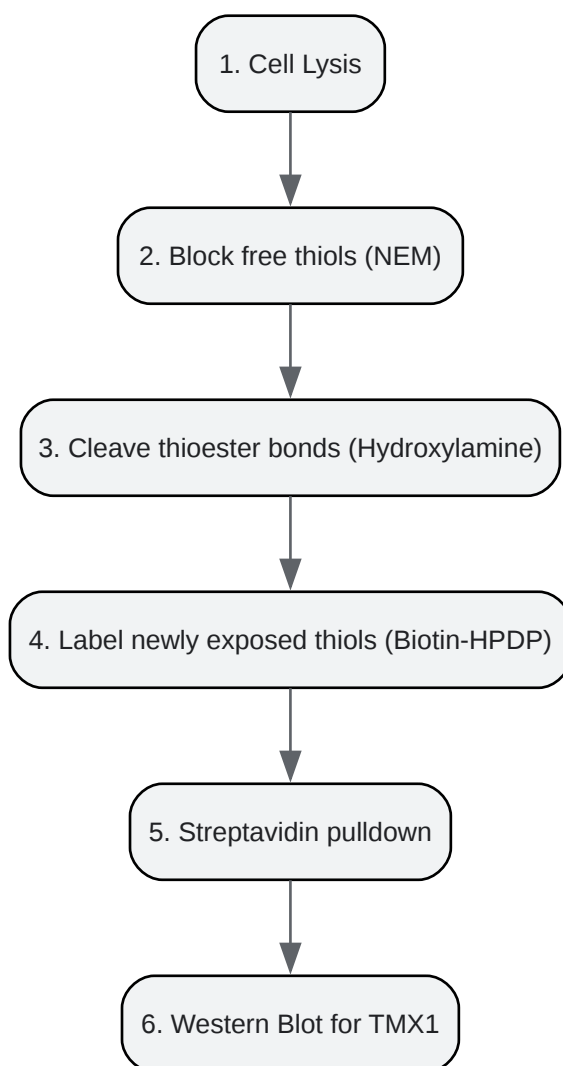 1. Cell Lysis
2. Block free thiols (NEM)
3. Cleave thioester bonds (Hydroxylamine)
4. Label newly exposed thiols (Biotin-HPDP)
5. Streptavidin pulldown
6. Western Blot for TMX1